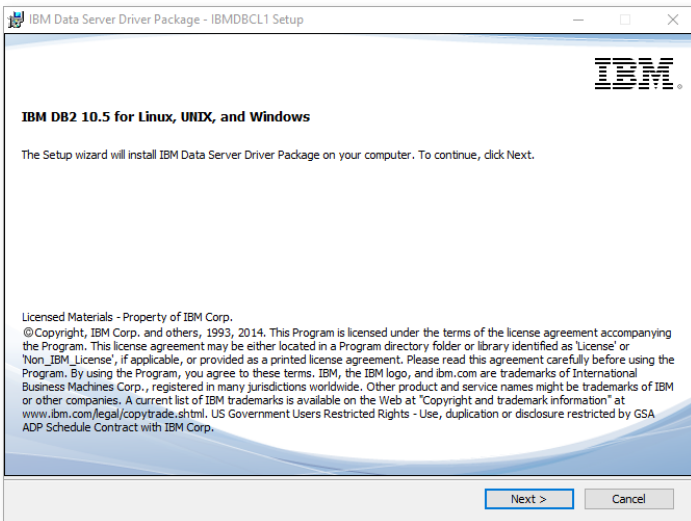 IBM Data Server Driver Package - IBMDBCL1 Setup
IBM®
IBM DB2 10.5 for Linux, UNIX, and Windows
The Setup wizard will install IBM Data Server Driver Package on your computer. To continue, click Next.
Licensed Materials - Property of IBM Corp.
©Copyright, IBM Corp. and others, 1993, 2014. This Program is licensed under the terms of the license agreement accompanying
the Program. This license agreement may be either located in a Program directory folder or library identified as 'License' or
'Non_IBM_License', if applicable, or provided as a printed license agreement. Please read this agreement carefully before using the
Program. By using the Program, you agree to these terms. IBM, the IBM logo, and ibm.com are trademarks of International
Business Machines Corp., registered in many jurisdictions worldwide. Other product and service names might be trademarks of IBM
or other companies. A current list of IBM trademarks is available on the Web at "Copyright and trademark information" at
www.ibm.com/legal/copytrade.shtml. US Government Users Restricted Rights - Use, duplication or disclosure restricted by GSA
ADP Schedule Contract with IBM Corp.
Next >
Cancel